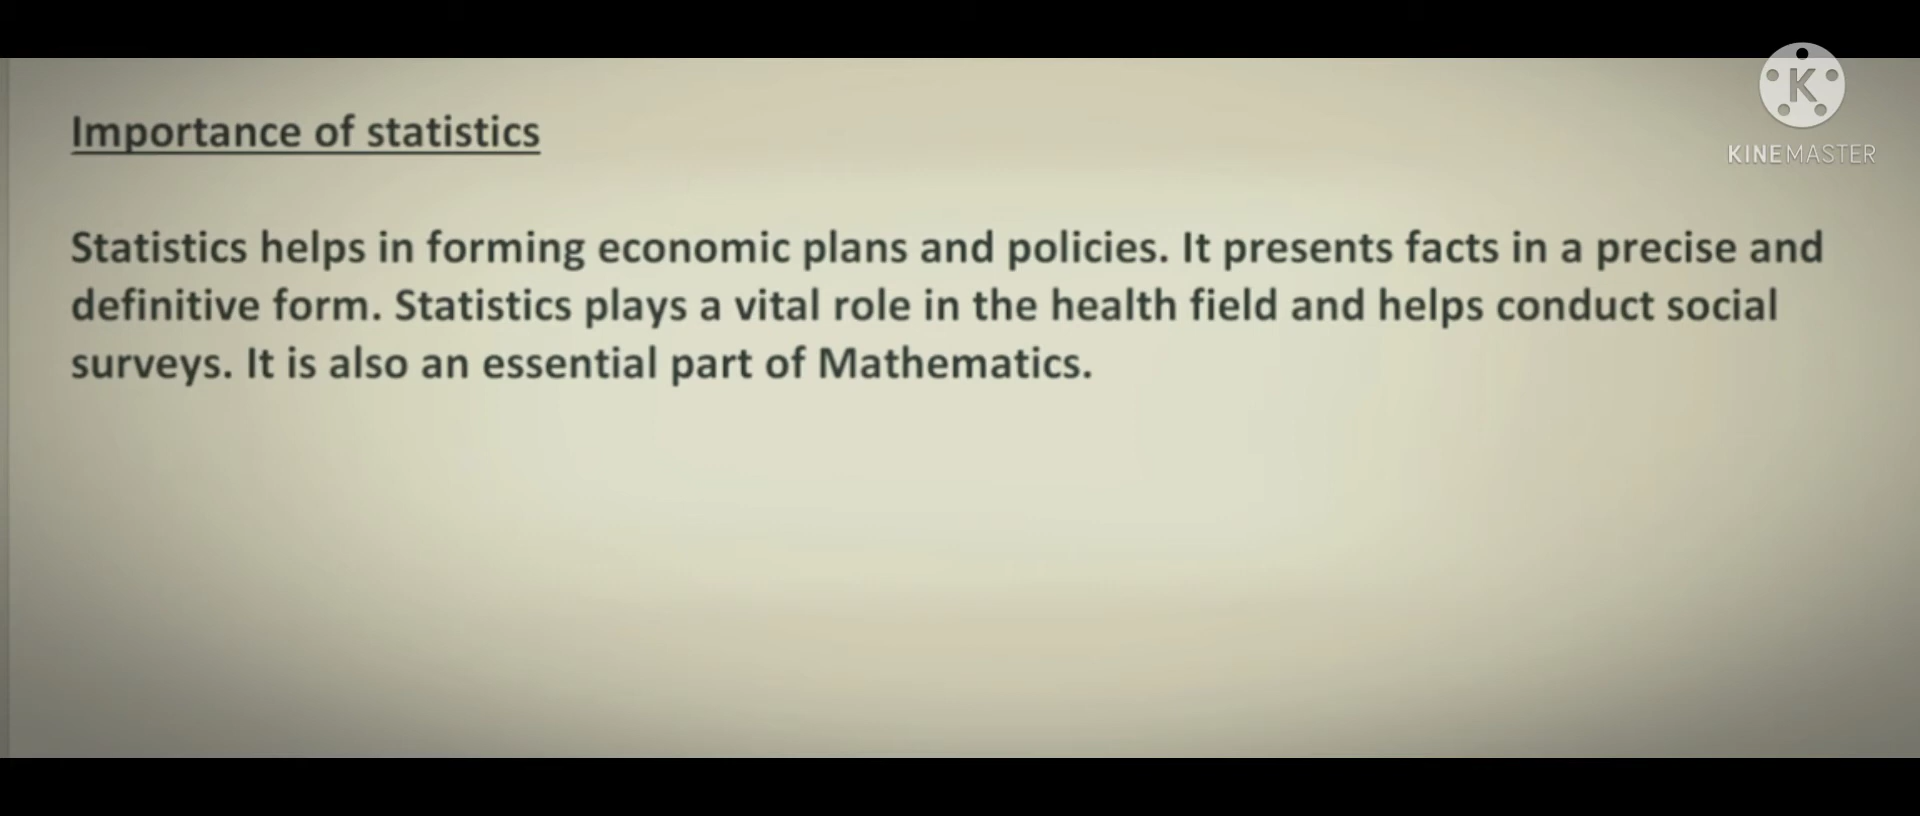 K
KINEMASTER
Importance of statistics
Statistics helps in forming economic plans and policies. It presents facts in a precise and
definitive form. Statistics plays a vital role in the health field and helps conduct social
surveys. It is also an essential part of Mathematics.